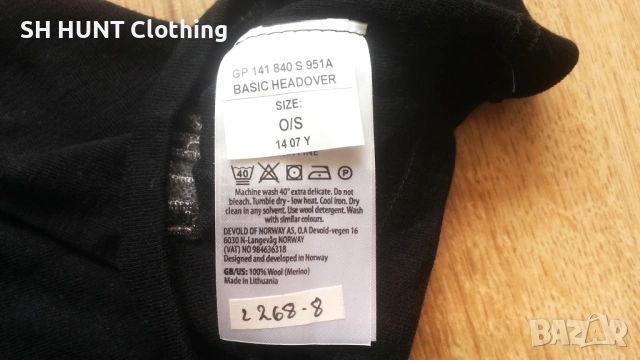 SH HUNT Clothing
GP 141 840 S 951A
BASIC HEADOVER
SIZE:
O/S
14 07 Y
40
P
Machine wash 40° extra delicate. Do not
bleach. Tumble dry - low heat. Cool iron. Dry
clean in any solvent. Use wool detergent. Wash
with similar colours.
DEVOLD OF NORWAY AS, O.A Devold-vegen 16
6030 N-Langevåg NORWAY
(VAT) NO 984636318
Designed and developed in Norway
GB/US: 100% Wool (Merino)
Made in Lithuania
2268-8
BAZAR